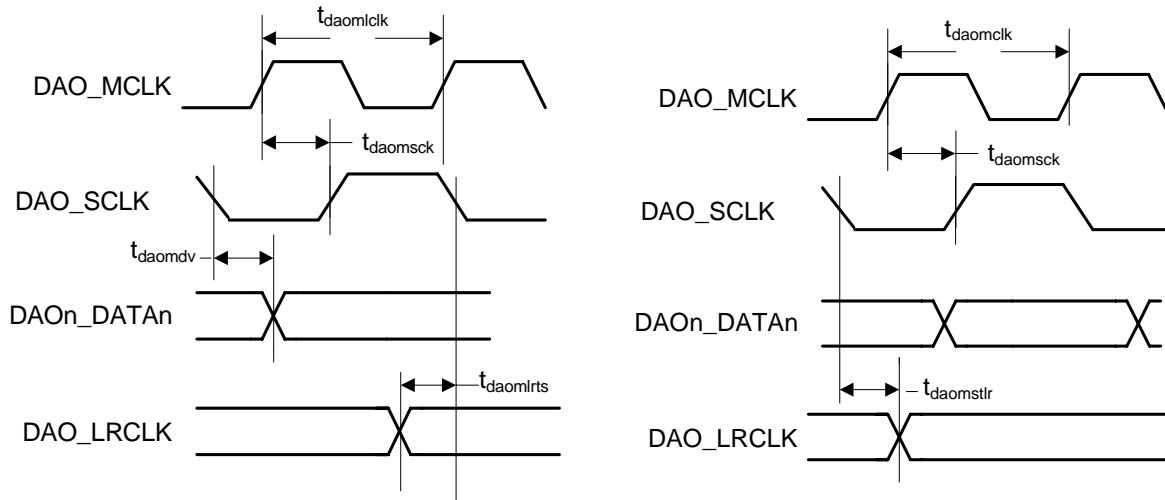 t_daomlclk
DAO_MCLK
t_daomsck
DAO_SCLK
t_daomdv
DAOn_DATAn
t_daomlrts
DAO_LRCLK
t_daomclk
DAO_MCLK
t_daomsck
DAO_SCLK
DAOn_DATAn
t_daomstlr
DAO_LRCLK